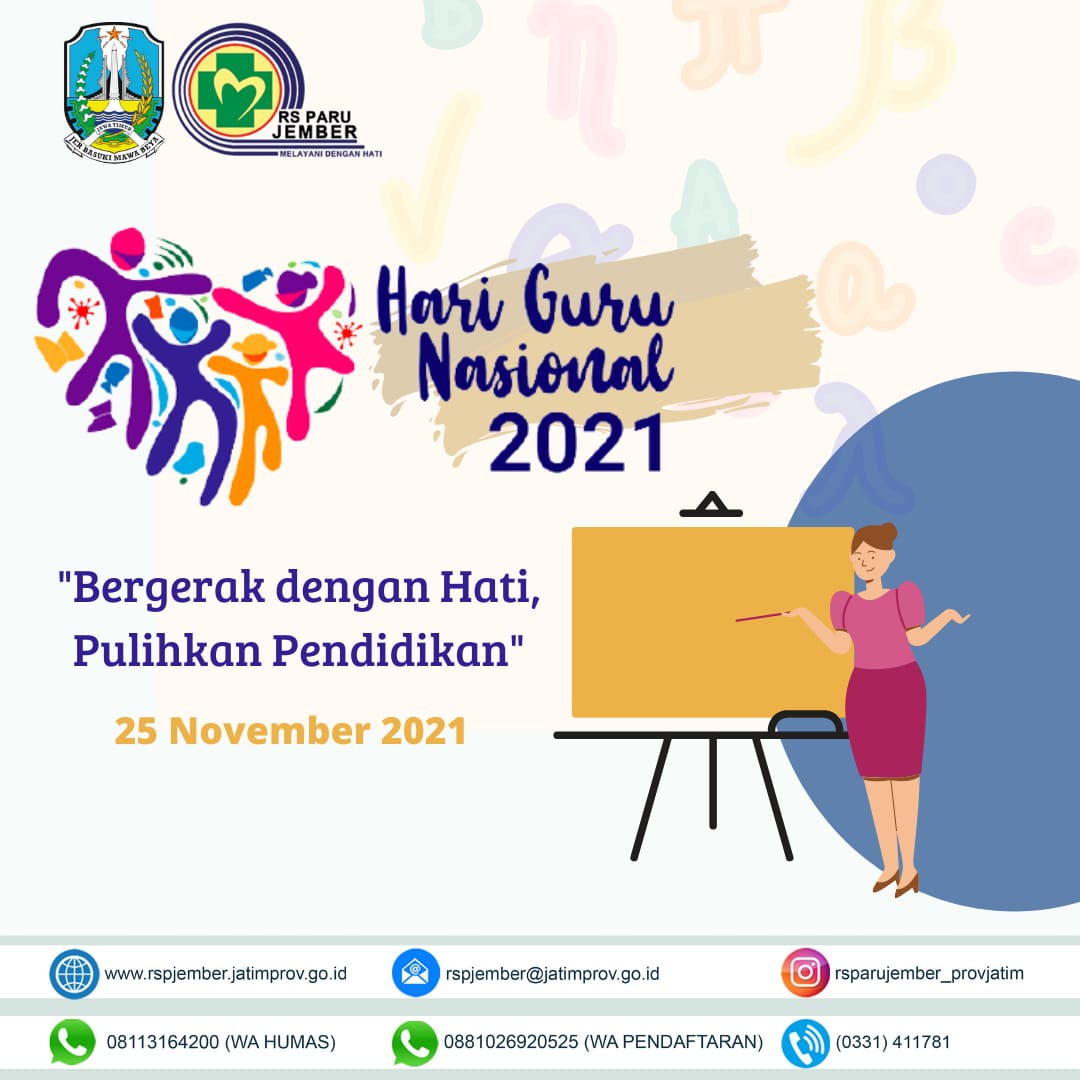 JAWA TIMUR
JER BASUKI MAWA BEYA
RS PARU
JEMBER
MELAYANI DENGAN HATI
Hari Guru
Nasional
2021
"Bergerak dengan Hati,
Pulihkan Pendidikan"
25 November 2021
www.rspjember.jatimprov.go.id
rspjember@jatimprov.go.id
rsparujember_provjatim
08113164200 (WA HUMAS)
0881026920525 (WA PENDAFTARAN)
(0331) 411781